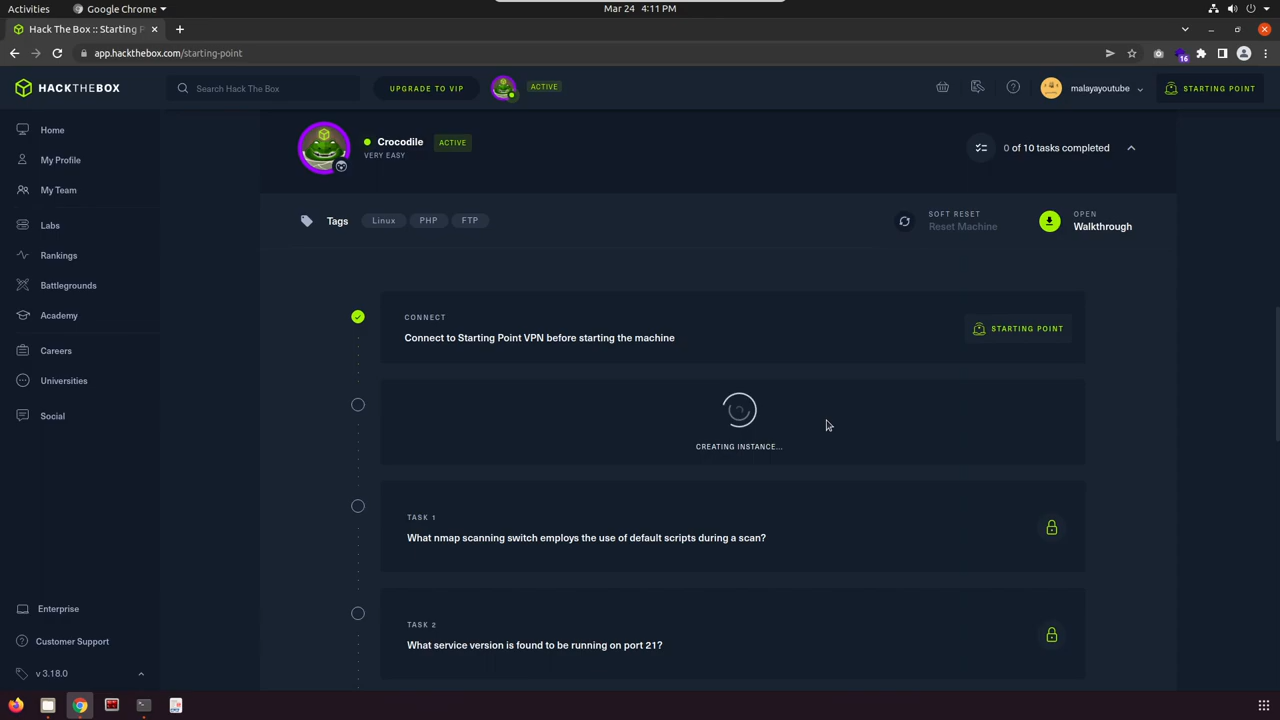 Activities
Google Chrome
Mar 24 4:11 PM
Hack The Box :: Starting P
app.hackthebox.com/starting-point
16
HACKTHEBOX
Search Hack The Box
UPGRADE TO VIP
ACTIVE
malayayoutube
STARTING POINT
Home
My Profile
My Team
Labs
Rankings
Battlegrounds
Academy
Careers
Universities
Social
Enterprise
Customer Support
v 3.18.0
Crocodile
ACTIVE
VERY EASY
0 of 10 tasks completed
Tags
Linux
PHP
FTP
SOFT RESET
Reset Machine
OPEN
Walkthrough
CONNECT
Connect to Starting Point VPN before starting the machine
STARTING POINT
CREATING INSTANCE...
TASK 1
What nmap scanning switch employs the use of default scripts during a scan?
TASK 2
What service version is found to be running on port 21?